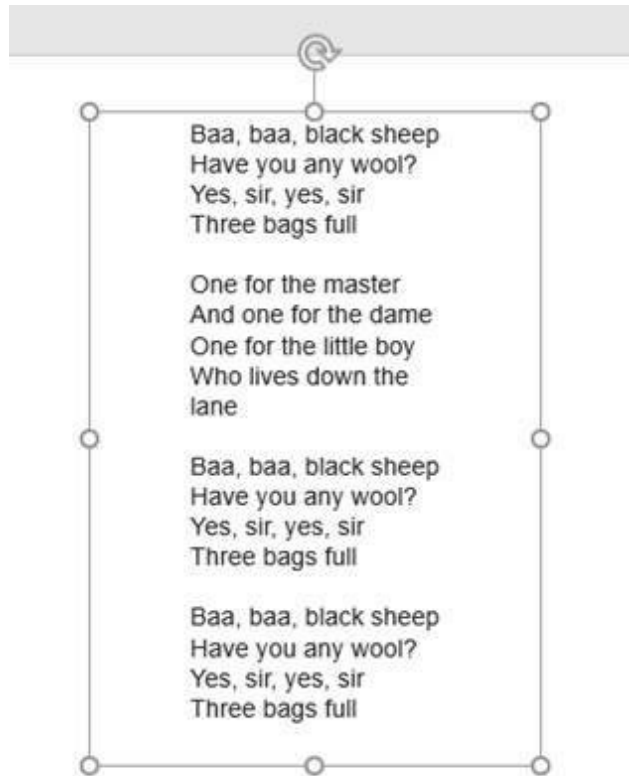 Baa, baa, black sheep
Have you any wool?
Yes, sir, yes, sir
Three bags full

One for the master
And one for the dame
One for the little boy
Who lives down the
lane

Baa, baa, black sheep
Have you any wool?
Yes, sir, yes, sir
Three bags full

Baa, baa, black sheep
Have you any wool?
Yes, sir, yes, sir
Three bags full